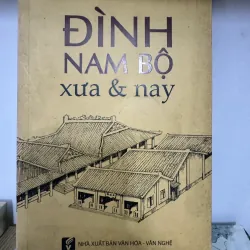 ĐÌNH
NAM BỘ
xưa & nay
NHÀ XUẤT BẢN VĂN HÓA - VĂN NGHỆ